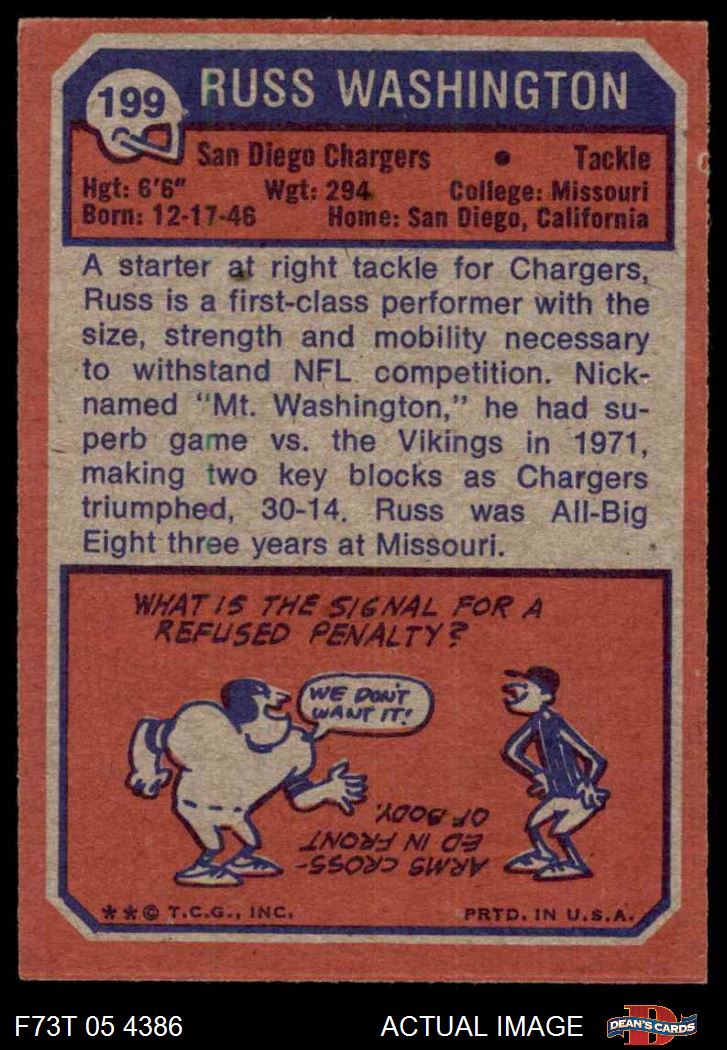 199
RUSS WASHINGTON
San Diego Chargers • Tackle
Hgt: 6'6" Wgt: 294 College: Missouri
Born: 12-17-46 Home: San Diego, California
A starter at right tackle for Chargers,
Russ is a first-class performer with the
size, strength and mobility necessary
to withstand NFL competition. Nick-
named "Mt. Washington," he had su-
perb game vs. the Vikings in 1971,
making two key blocks as Chargers
triumphed, 30-14. Russ was All-Big
Eight three years at Missouri.
WHAT IS THE SIGNAL FOR A
REFUSED PENALTY?
WE DON'T
WANT IT!
ARMS CROSS-
ED IN FRONT
OF BODY.
**© T.C.G., INC. PRTD. IN U.S.A.
F73T 05 4386 ACTUAL IMAGE
D
DEAN'S CARDS